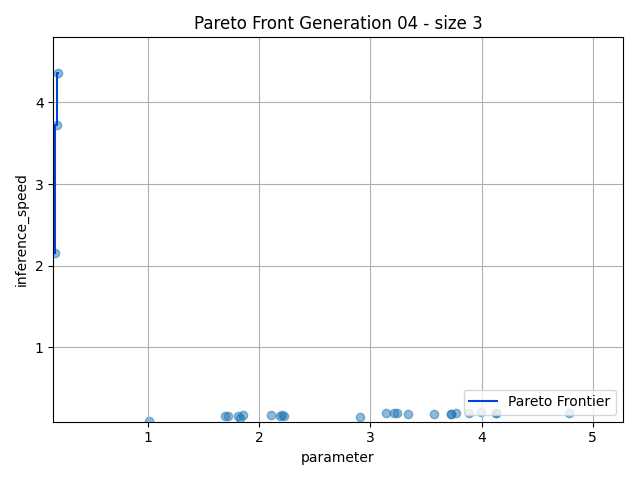 Pareto Front Generation 04 - size 3
inference_speed
4
3
2
1
Pareto Frontier
1 2 3 4 5
parameter